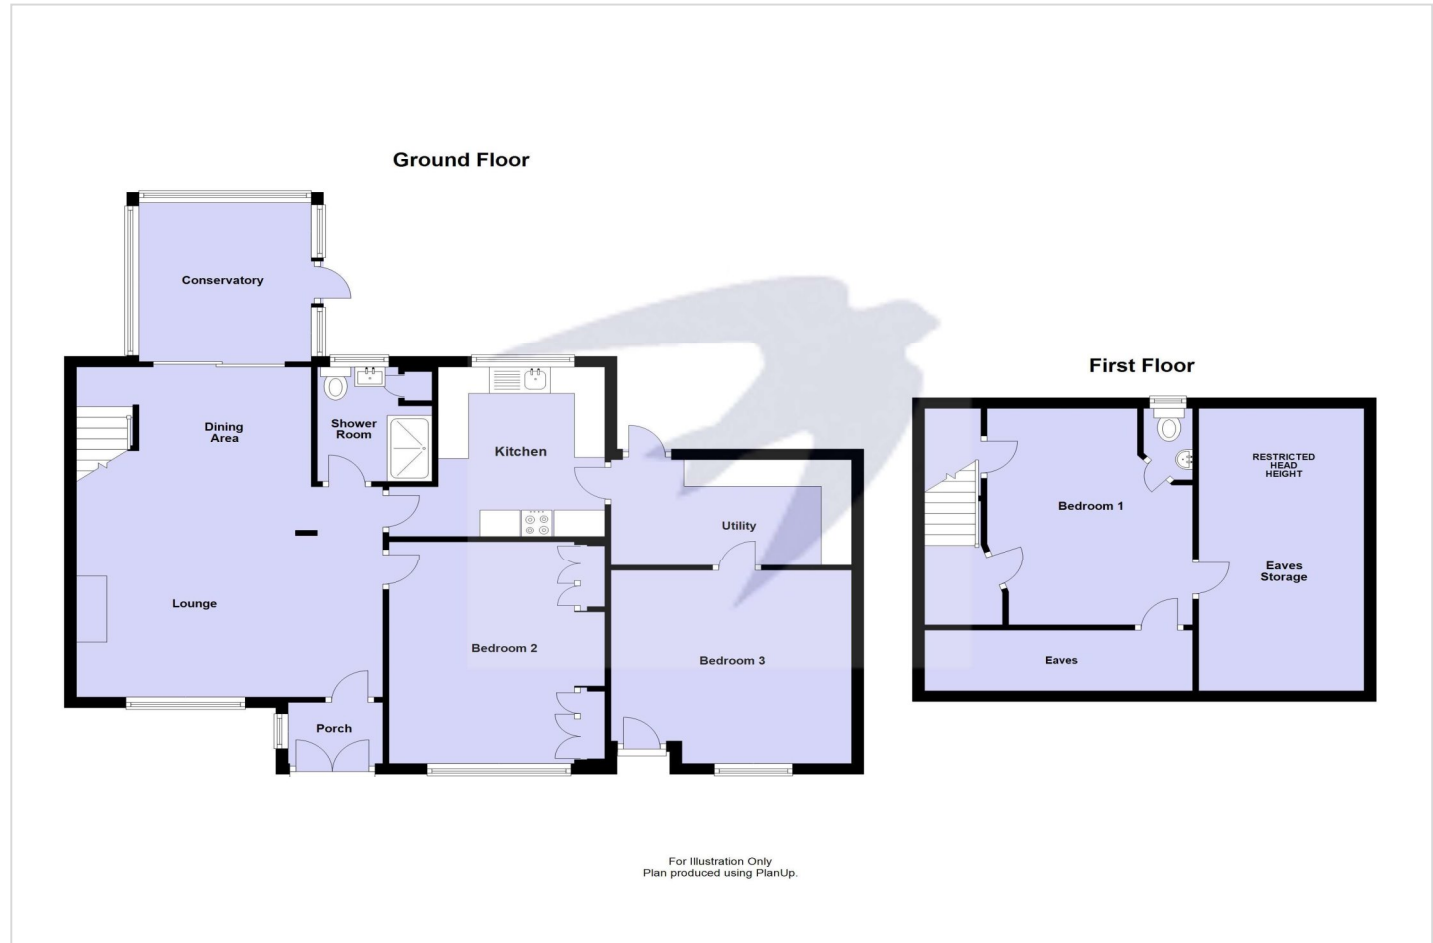 Ground Floor
Conservatory
Dining
Area
Shower
Room
Kitchen
Utility
Lounge
Bedroom 2
Bedroom 3
Porch
First Floor
RESTRICTED
HEAD
HEIGHT
Bedroom 1
Eaves
Storage
Eaves
For Illustration Only
Plan produced using PlanUp.